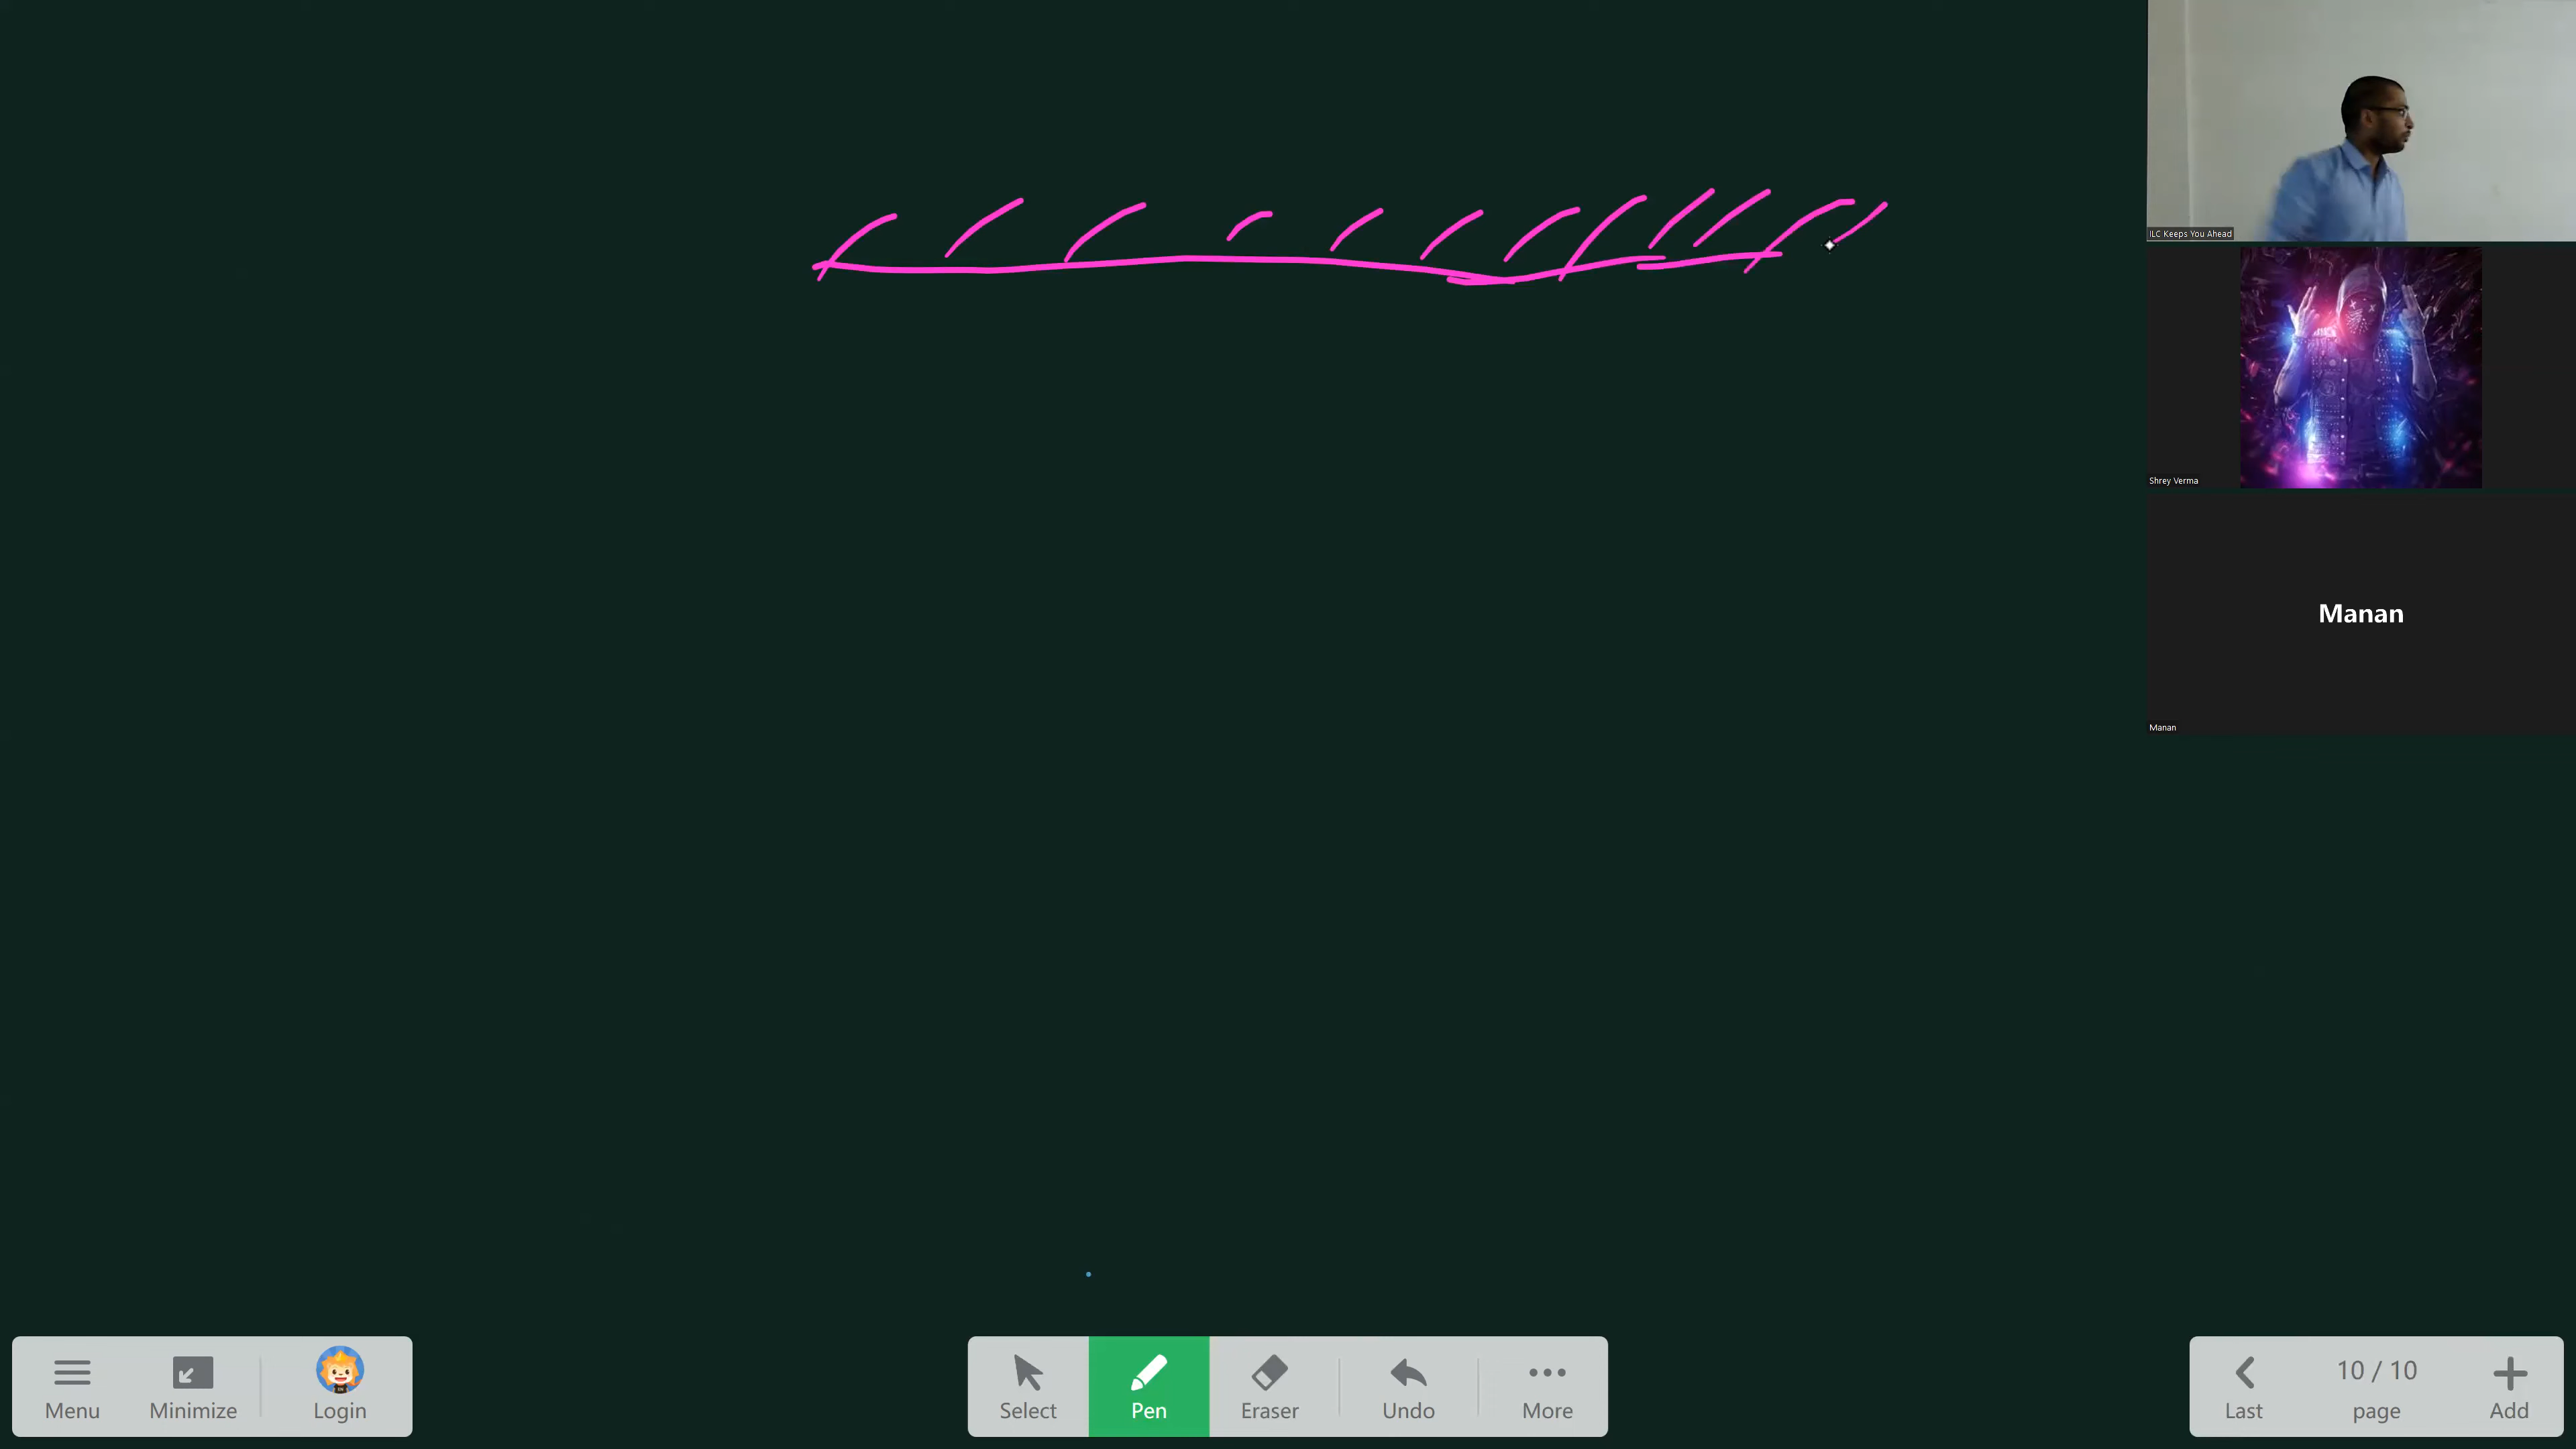 ILC Keeps You Ahead
Shrey Verma
Manan
Manan
Menu
Minimize
Login
Select
Pen
Eraser
Undo
More
Last
10 / 10
page
Add